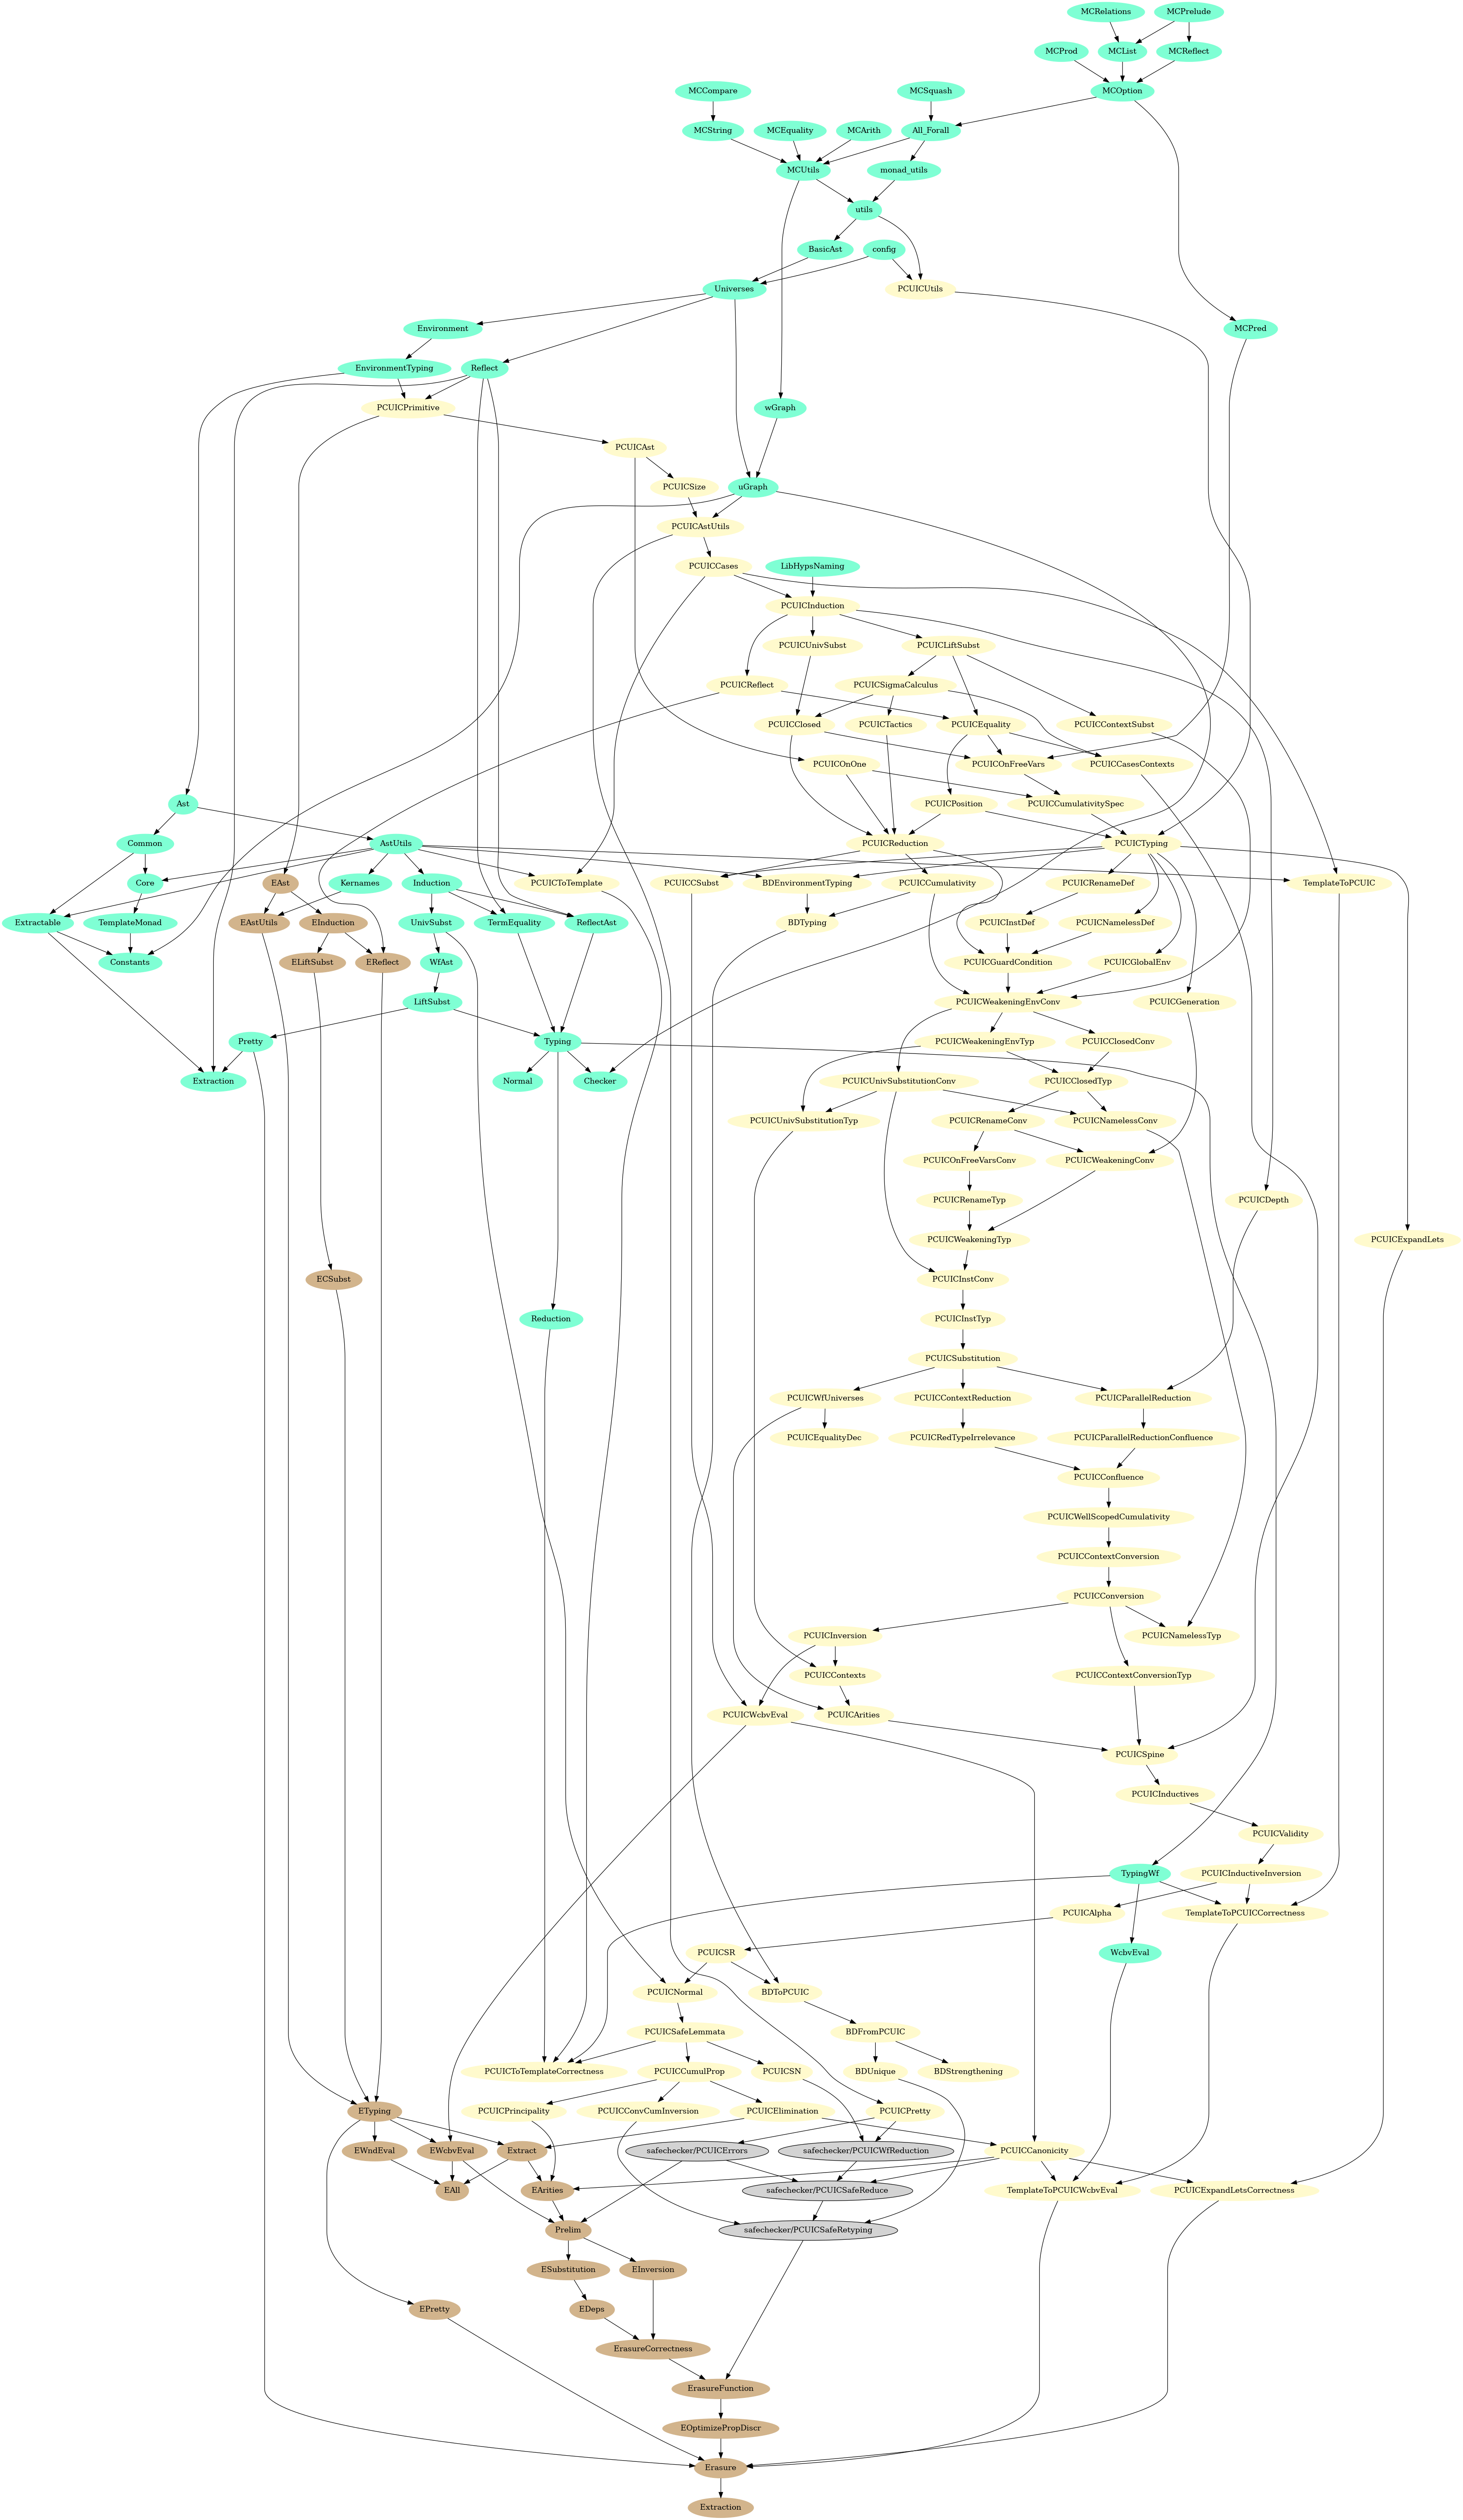 MCRelations
MCPrelude
MCProd
MCList
MCReflect
MCCompare
MCSquash
MCOption
MCString
MCEquality
MCArith
All_Forall
MCUtils
monad_utils
utils
BasicAst
config
Universes
PCUICUtils
Environment
MCPred
EnvironmentTyping
Reflect
PCUICPrimitive
wGraph
PCUICAst
PCUICSize
uGraph
PCUICAstUtils
PCUICCases
LibHypsNaming
PCUICInduction
PCUICUnivSubst
PCUICLiftSubst
PCUICReflect
PCUICSigmaCalculus
PCUICClosed
PCUICTactics
PCUICEquality
PCUICContextSubst
PCUICOnOne
PCUICOnFreeVars
PCUICCasesContexts
Ast
PCUICPosition
PCUICCumulativitySpec
Common
AstUtils
PCUICReduction
PCUICTyping
Core
EAst
Kernames
Induction
PCUICToTemplate
PCUICCSubst
BDEnvironmentTyping
PCUICCumulativity
PCUICRenameDef
TemplateToPCUIC
Extractable
TemplateMonad
EAstUtils
EInduction
UnivSubst
TermEquality
ReflectAst
BDTyping
PCUICInstDef
PCUICNamelessDef
Constants
ELiftSubst
EReflect
WfAst
PCUICGuardCondition
PCUICGlobalEnv
LiftSubst
PCUICWeakeningEnvConv
PCUICGeneration
Pretty
Typing
PCUICWeakeningEnvTyp
PCUICClosedConv
Extraction
Normal
Checker
PCUICUnivSubstitutionConv
PCUICClosedTyp
PCUICUnivSubstitutionTyp
PCUICRenameConv
PCUICNamelessConv
PCUICOnFreeVarsConv
PCUICWeakeningConv
PCUICRenameTyp
PCUICDepth
PCUICWeakeningTyp
PCUICExpandLets
ECSubst
PCUICInstConv
Reduction
PCUICInstTyp
PCUICSubstitution
PCUICWfUniverses
PCUICContextReduction
PCUICParallelReduction
PCUICEqualityDec
PCUICRedTypeIrrelevance
PCUICParallelReductionConfluence
PCUICConfluence
PCUICWellScopedCumulativity
PCUICContextConversion
PCUICConversion
PCUICInversion
PCUICNamelessTyp
PCUICContexts
PCUICContextConversionTyp
PCUICWcbvEval
PCUICArities
PCUICSpine
PCUICInductives
PCUICValidity
TypingWf
PCUICInductiveInversion
PCUICAlpha
TemplateToPCUICCorrectness
PCUICSR
WcbvEval
PCUICNormal
BDToPCUIC
PCUICSafeLemmata
BDFromPCUIC
PCUICToTemplateCorrectness
PCUICCumulProp
PCUICSN
BDUnique
BDStrengthening
ETyping
PCUICPrincipality
PCUICConvCumInversion
PCUICElimination
PCUICPretty
EWndEval
EWcbvEval
Extract
safechecker/PCUICErrors
safechecker/PCUICWfReduction
PCUICCanonicity
EAll
EArities
safechecker/PCUICSafeReduce
TemplateToPCUICWcbvEval
PCUICExpandLetsCorrectness
Prelim
safechecker/PCUICSafeRetyping
ESubstitution
EInversion
EPretty
EDeps
ErasureCorrectness
ErasureFunction
EOptimizePropDiscr
Erasure
Extraction